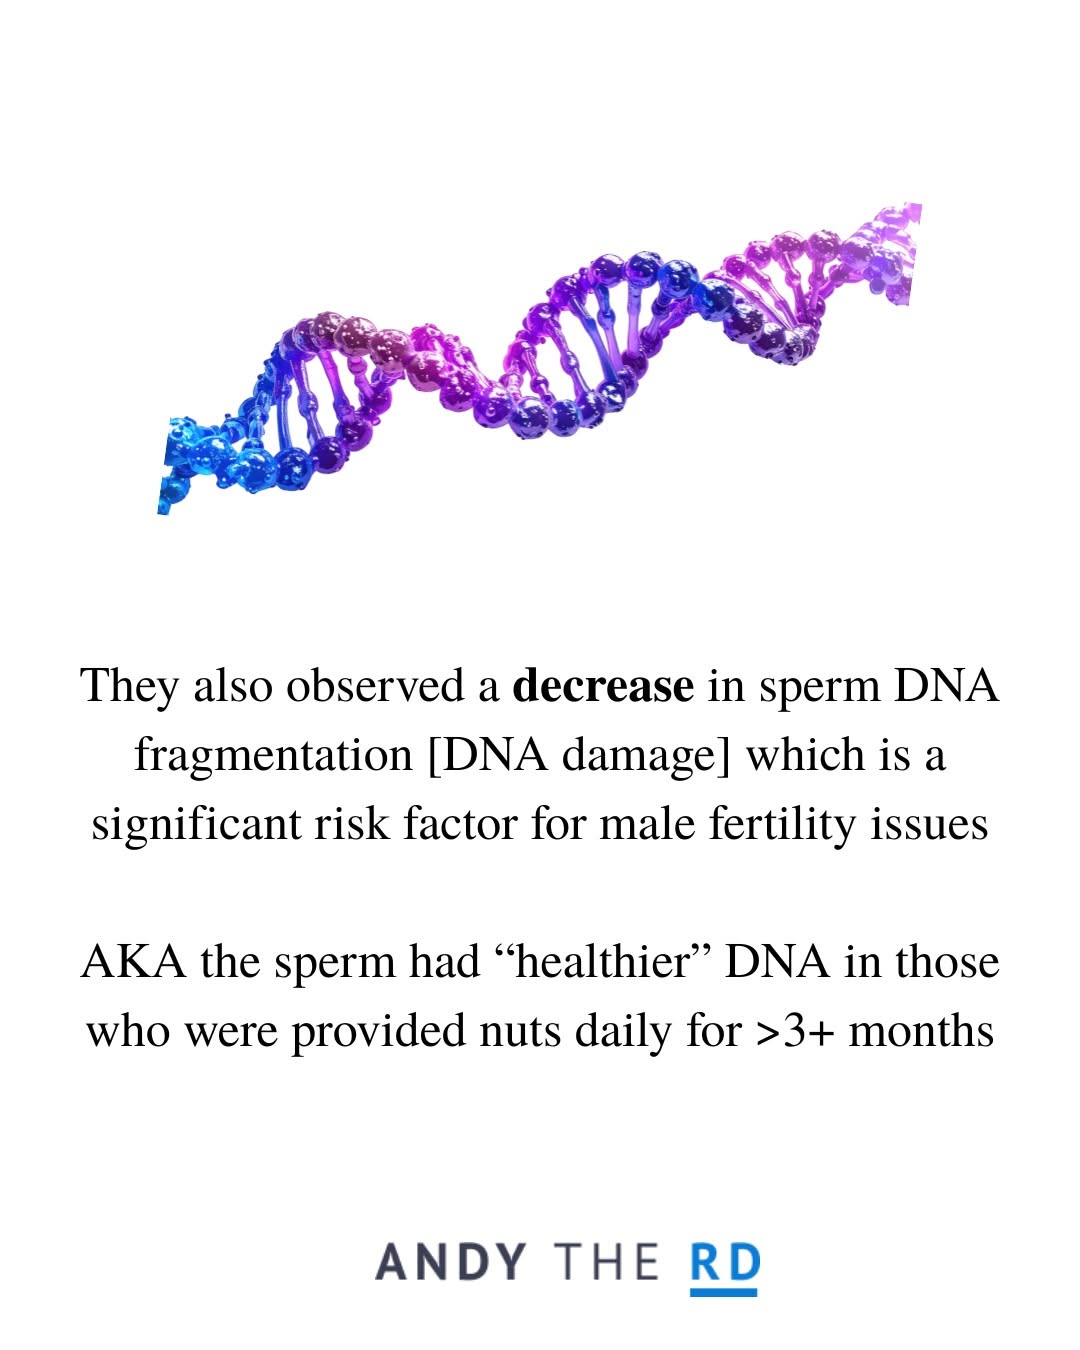 They also observed a decrease in sperm DNA
fragmentation [DNA damage] which is a
significant risk factor for male fertility issues
AKA the sperm had “healthier” DNA in those
who were provided nuts daily for >3+ months
ANDY THE RD